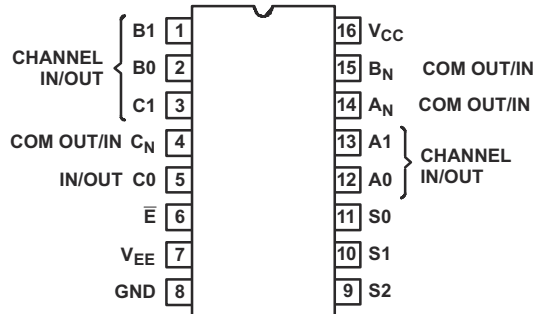 B1 1 16 VCC
CHANNEL IN/OUT
B0 2 15 BN COM OUT/IN
C1 3 14 AN COM OUT/IN
COM OUT/IN CN 4 13 A1
CHANNEL IN/OUT
IN/OUT C0 5 12 A0
E̅ 6 11 S0
VEE 7 10 S1
GND 8 9 S2